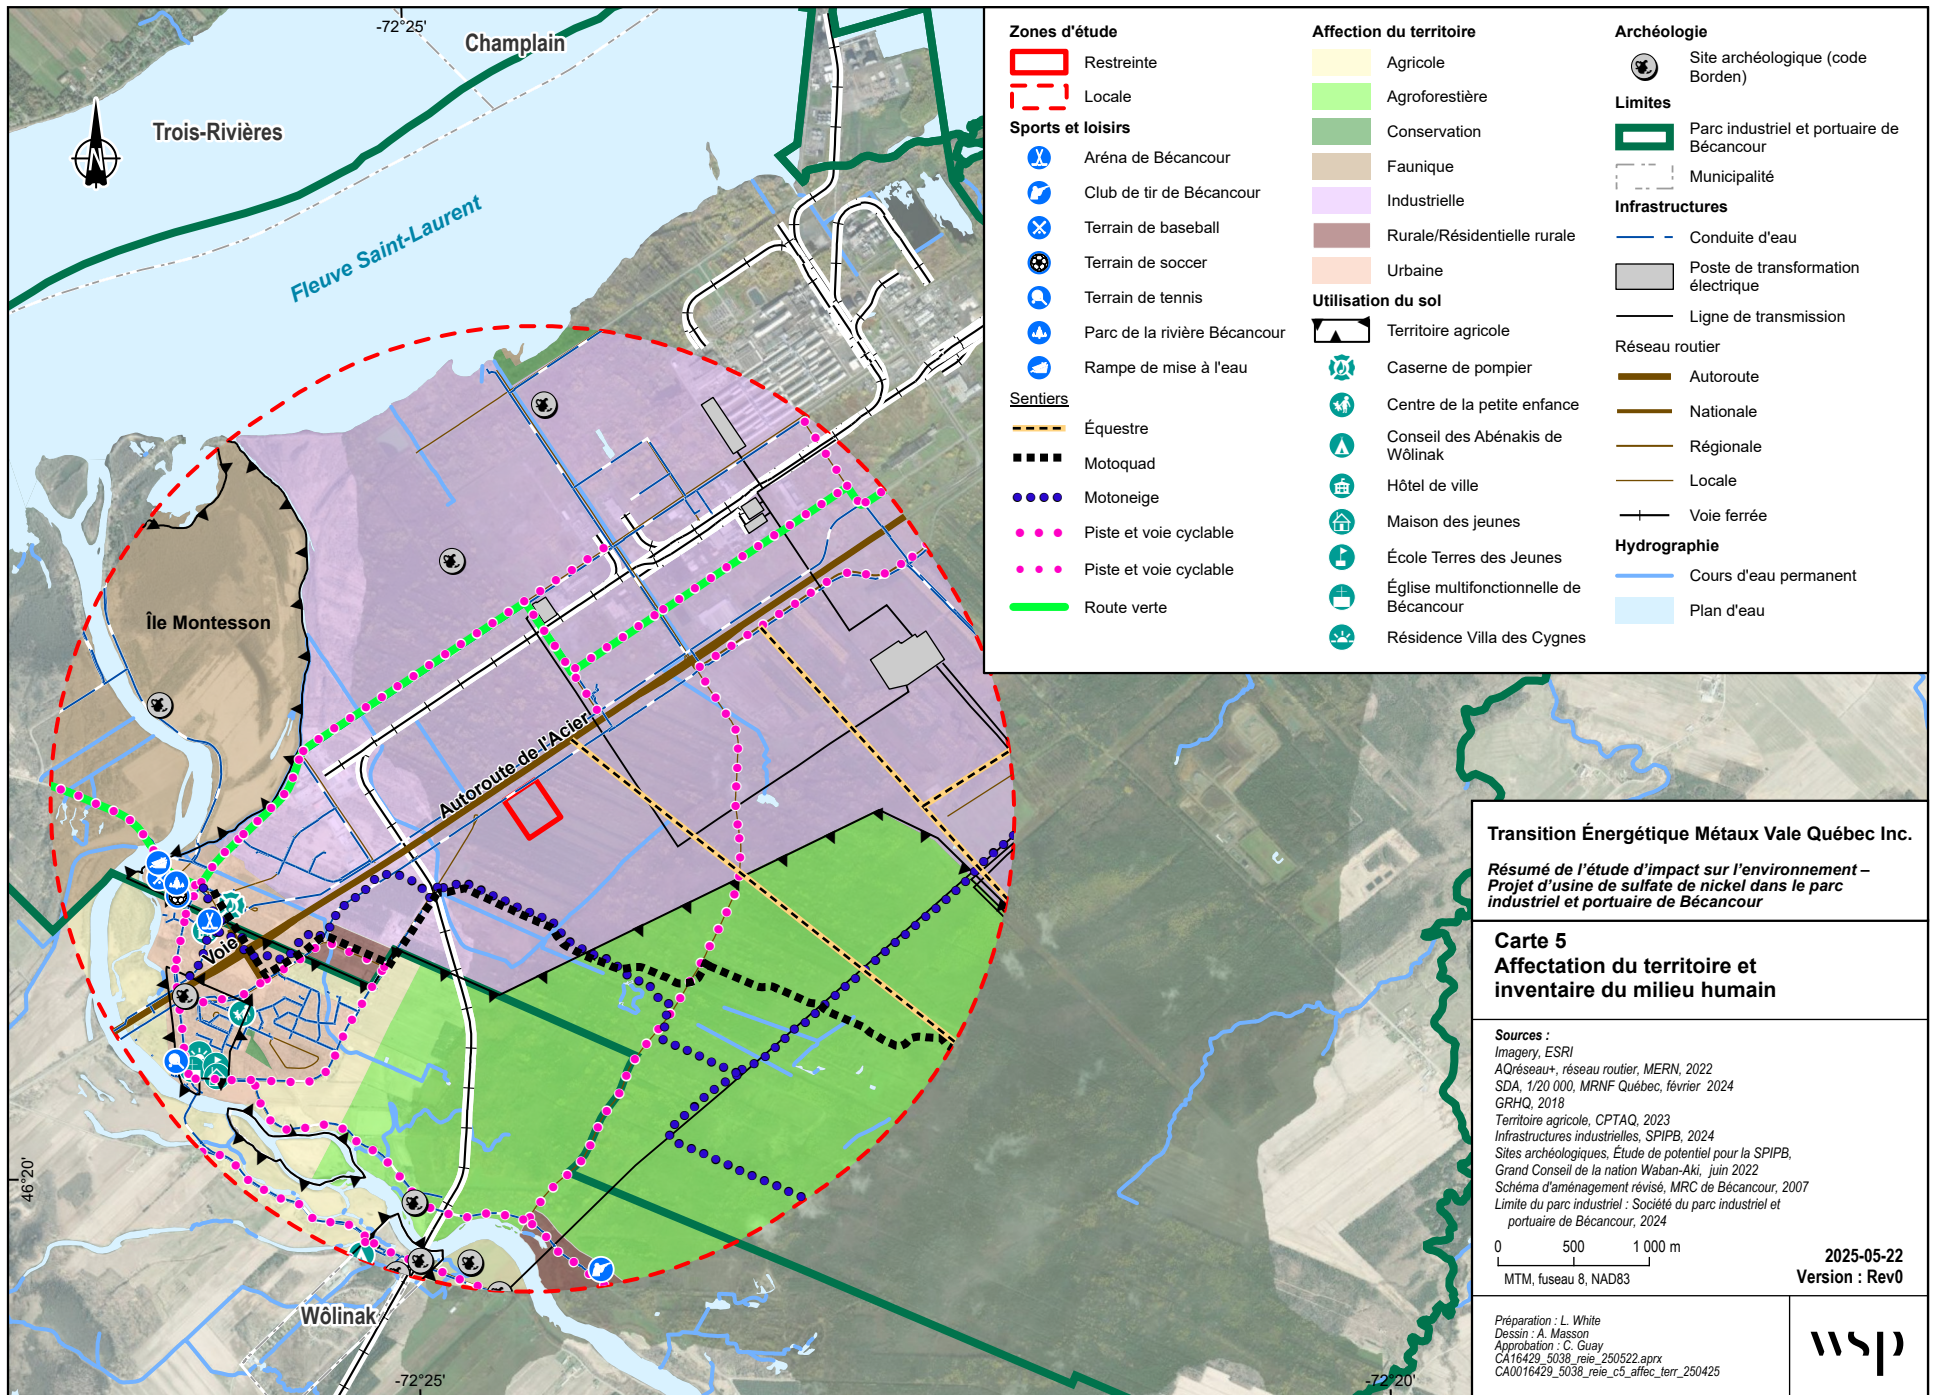 -72°25'
Champlain
Trois-Rivières
N
Fleuve Saint-Laurent
Île Montesson
Autoroute de l'Acier
Voie
Wôlinak
46°20'
-72°25'
-72°20'
Zones d'étude
Restreinte
Locale
Sports et loisirs
Aréna de Bécancour
Club de tir de Bécancour
Terrain de baseball
Terrain de soccer
Terrain de tennis
Parc de la rivière Bécancour
Rampe de mise à l'eau
Sentiers
Équestre
Motoquad
Motoneige
Piste et voie cyclable
Piste et voie cyclable
Route verte
Affection du territoire
Agricole
Agroforestière
Conservation
Faunique
Industrielle
Rurale/Résidentielle rurale
Urbaine
Utilisation du sol
Territoire agricole
Caserne de pompier
Centre de la petite enfance
Conseil des Abénakis de
Wôlinak
Hôtel de ville
Maison des jeunes
École Terres des Jeunes
Église multifonctionnelle de
Bécancour
Résidence Villa des Cygnes
Archéologie
Site archéologique (code
Borden)
Limites
Parc industriel et portuaire de
Bécancour
Municipalité
Infrastructures
Conduite d'eau
Poste de transformation
électrique
Ligne de transmission
Réseau routier
Autoroute
Nationale
Régionale
Locale
Voie ferrée
Hydrographie
Cours d'eau permanent
Plan d'eau
Transition Énergétique Métaux Vale Québec Inc.
Résumé de l'étude d'impact sur l'environnement –
Projet d'usine de sulfate de nickel dans le parc
industriel et portuaire de Bécancour
Carte 5
Affectation du territoire et
inventaire du milieu humain
Sources :
Imagery, ESRI
AQréseau+, réseau routier, MERN, 2022
SDA, 1/20 000, MRNF Québec, février 2024
GRHQ, 2018
Territoire agricole, CPTAQ, 2023
Infrastructures industrielles, SPIPB, 2024
Sites archéologiques, Étude de potentiel pour la SPIPB,
Grand Conseil de la nation Waban-Aki, juin 2022
Schéma d'aménagement révisé, MRC de Bécancour, 2007
Limite du parc industriel : Société du parc industriel et
portuaire de Bécancour, 2024
0 500 1 000 m
MTM, fuseau 8, NAD83
2025-05-22
Version : Rev0
Préparation : L. White
Dessin : A. Masson
Approbation : C. Guay
CA16429_5038_reie_250522.aprx
CA0016429_5038_reie_c5_affec_terr_250425
wsp